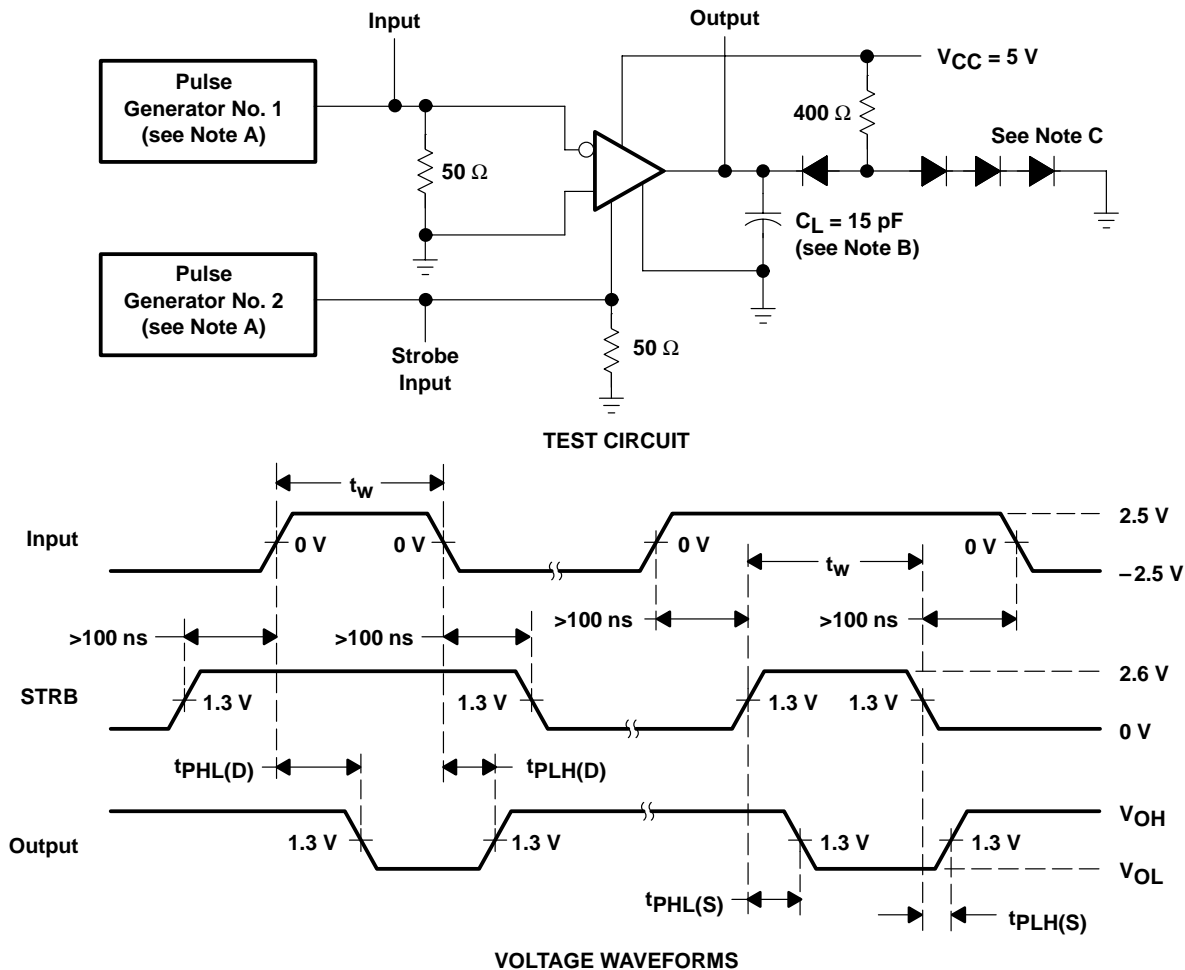 Input
Output
Pulse
Generator No. 1
(see Note A)
VCC = 5 V
400 Ω
See Note C
50 Ω
CL = 15 pF
(see Note B)
Pulse
Generator No. 2
(see Note A)
50 Ω
Strobe
Input
TEST CIRCUIT
tw
2.5 V
Input
0 V
0 V
0 V
0 V
tw
−2.5 V
>100 ns
>100 ns
>100 ns
>100 ns
2.6 V
STRB
1.3 V
1.3 V
1.3 V
1.3 V
0 V
tPHL(D)
tPLH(D)
VOH
Output
1.3 V
1.3 V
1.3 V
1.3 V
VOL
tPHL(S)
tPLH(S)
VOLTAGE WAVEFORMS